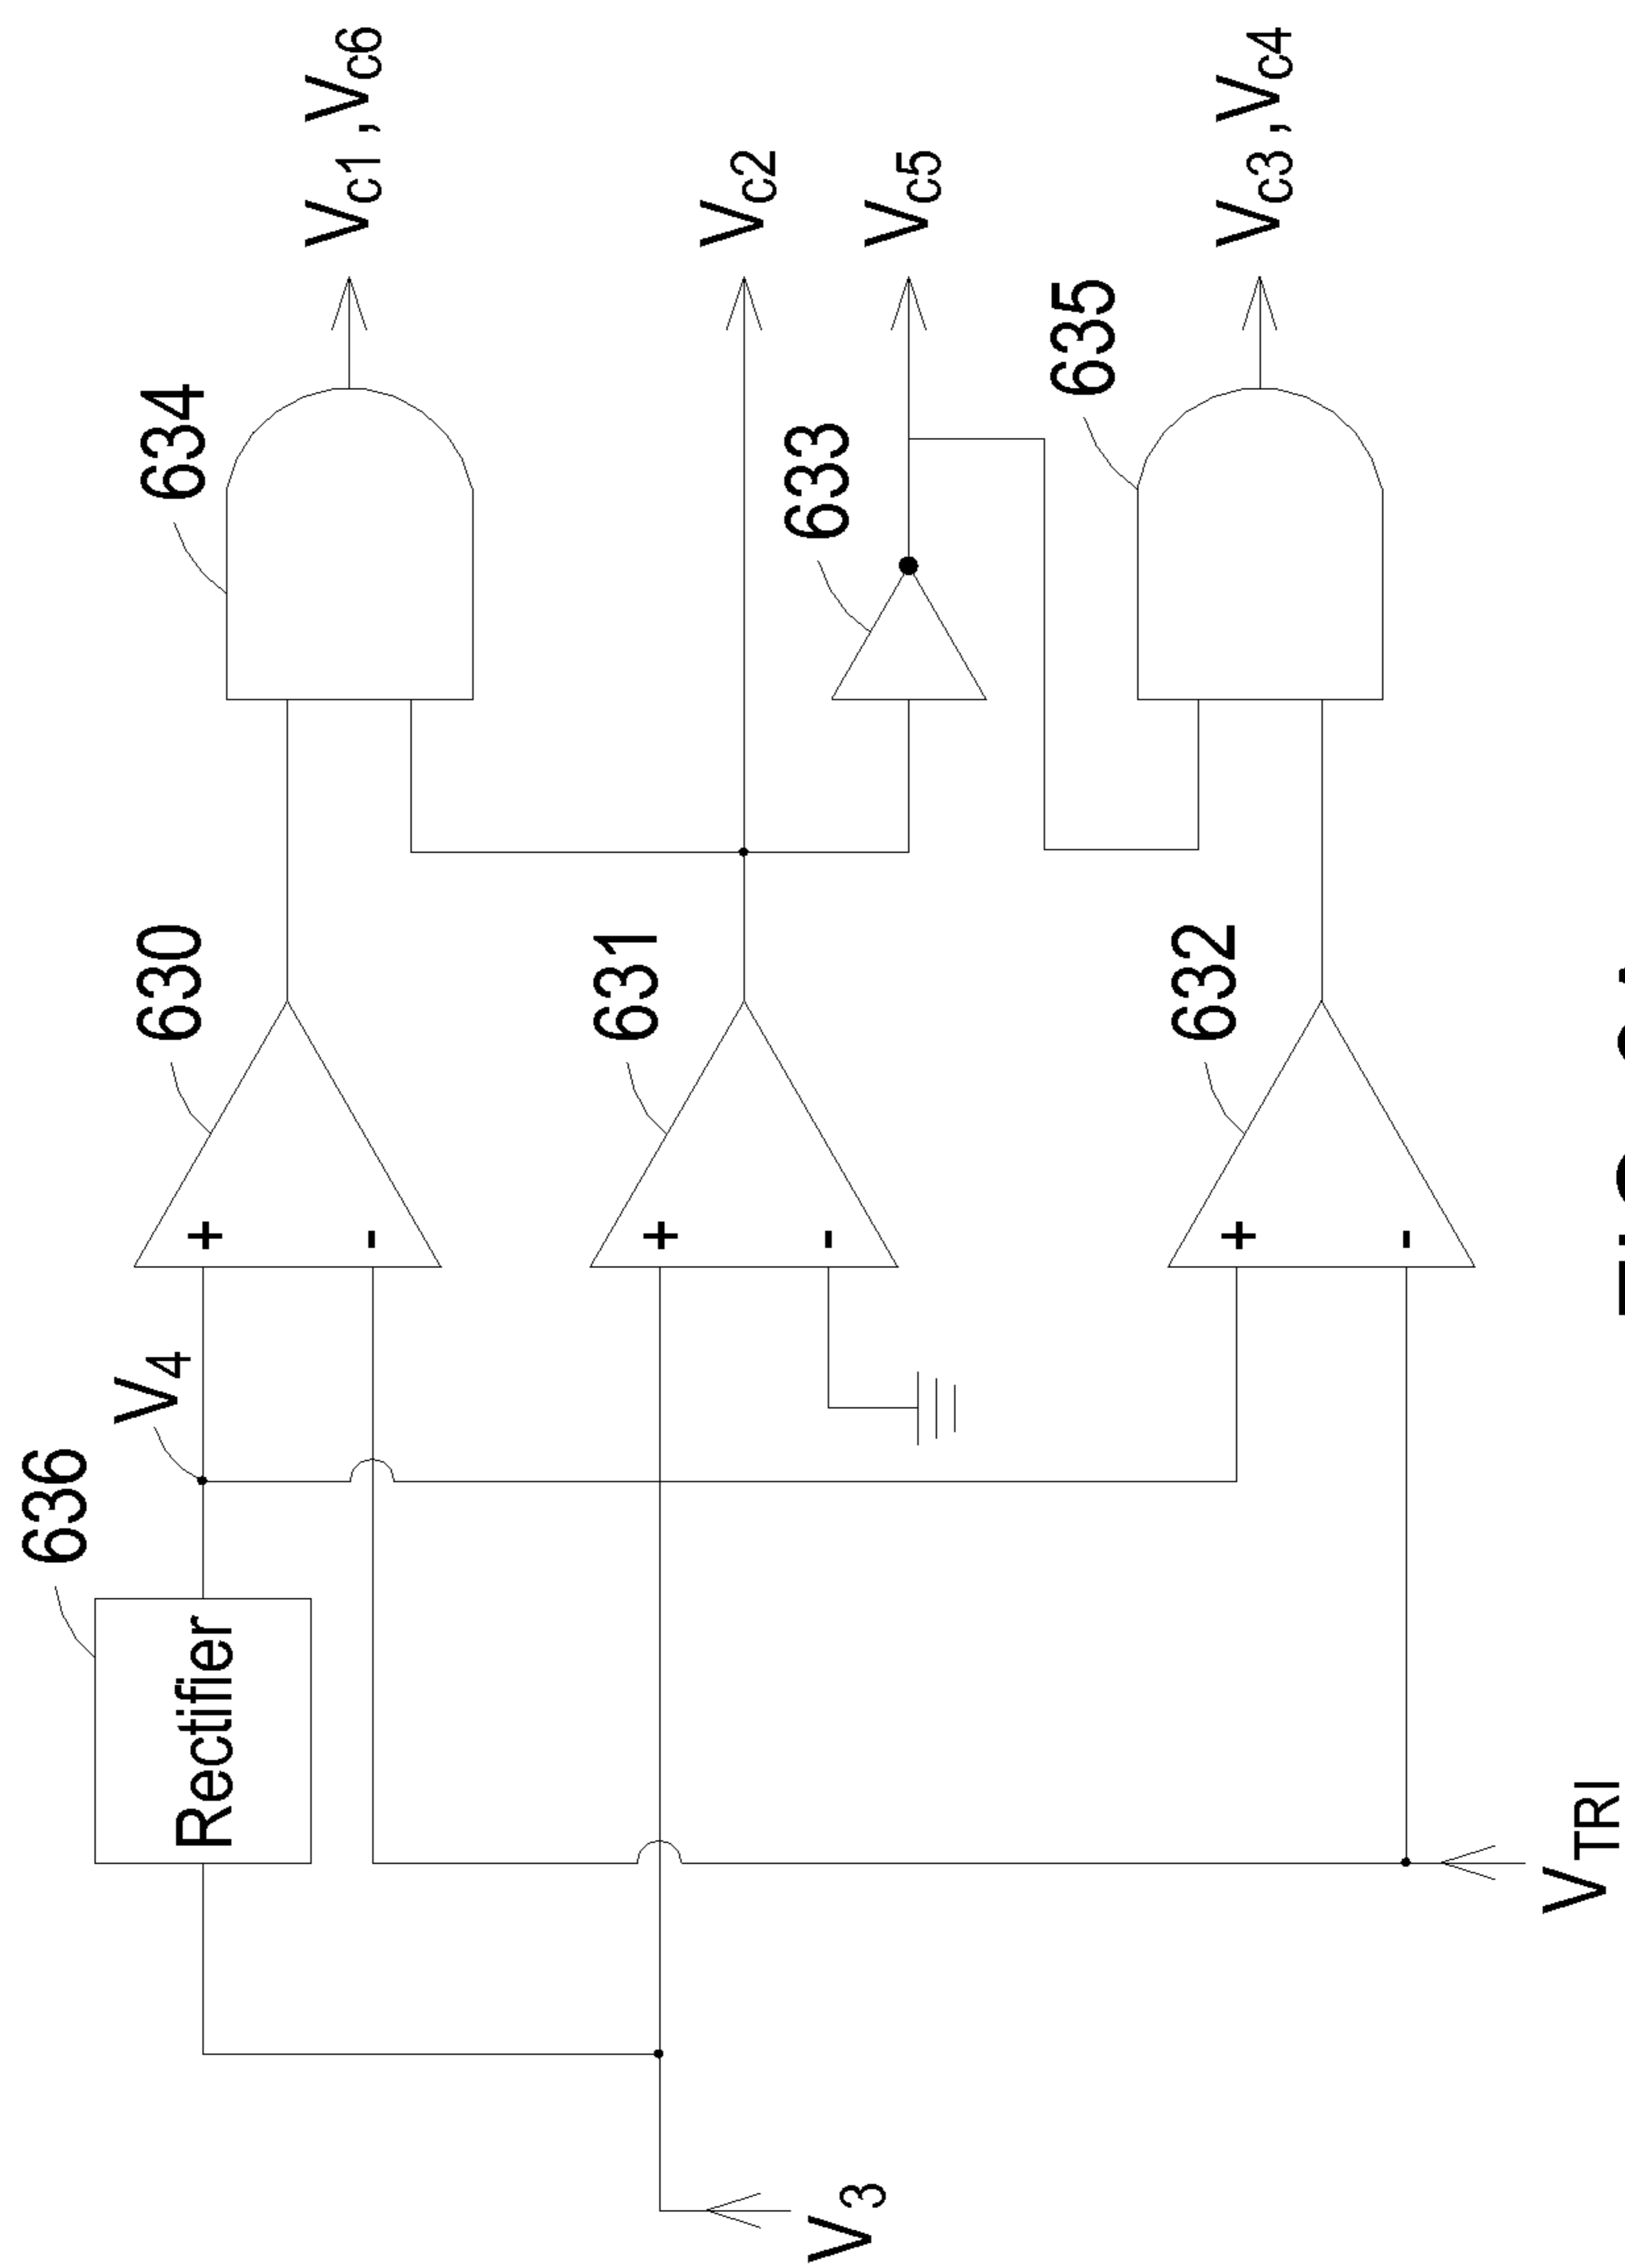 636
Rectifier
V4
630
+
-
634
Vc1 ,Vc6
631
+
-
Vc2
633
Vc5
632
+
-
635
Vc3 ,Vc4
V3
VTRI